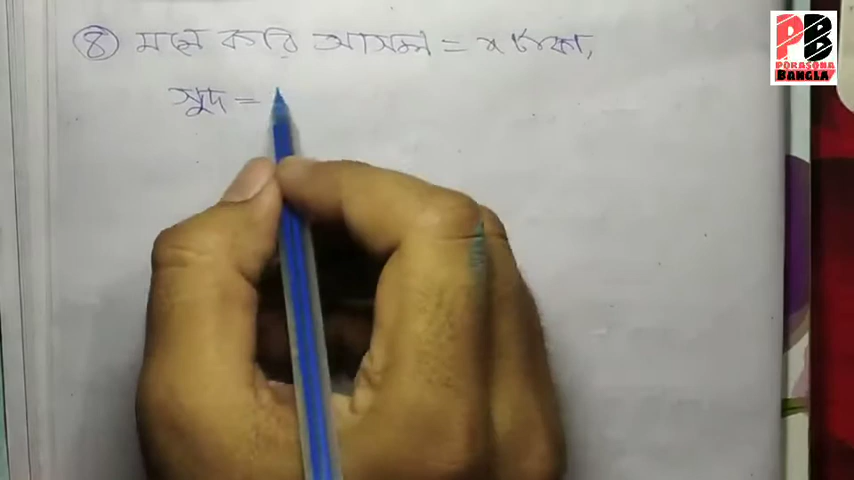 ৪ মনে করি আসল = x টাকা,
সুদ =
PB
PORASONA
BANGLA